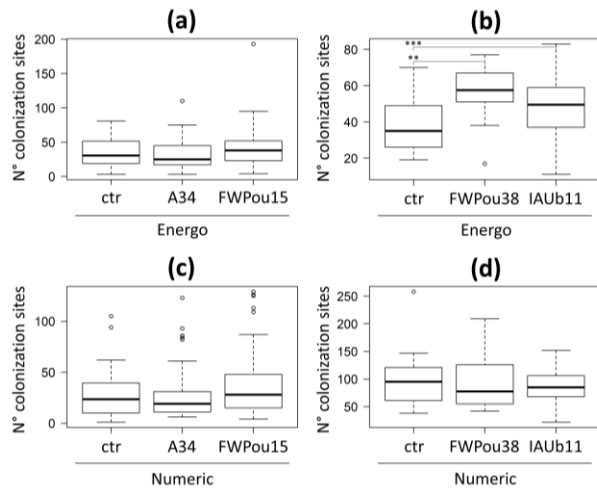 (a)
N° colonization sites
200
150
100
50
0
ctr A34 FWPou15
Energo
(b)
N° colonization sites
80
60
40
20
***
**
ctr FWPou38 IAUb11
Energo
(c)
N° colonization sites
100
50
0
ctr A34 FWPou15
Numeric
(d)
N° colonization sites
250
200
150
100
50
ctr FWPou38 IAUb11
Numeric